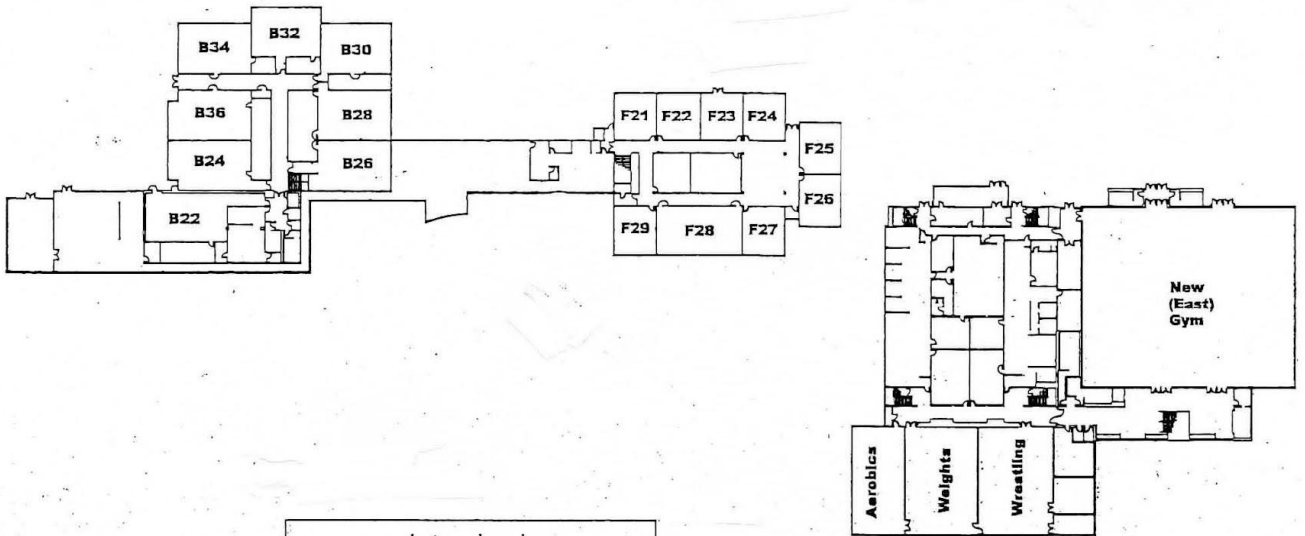 B34
B32
B30
B36
B28
B24
B26
B22
F21
F22
F23
F24
F25
F26
F29
F28
F27
New
(East)
Gym
Aerobics
Weights
Wrestling